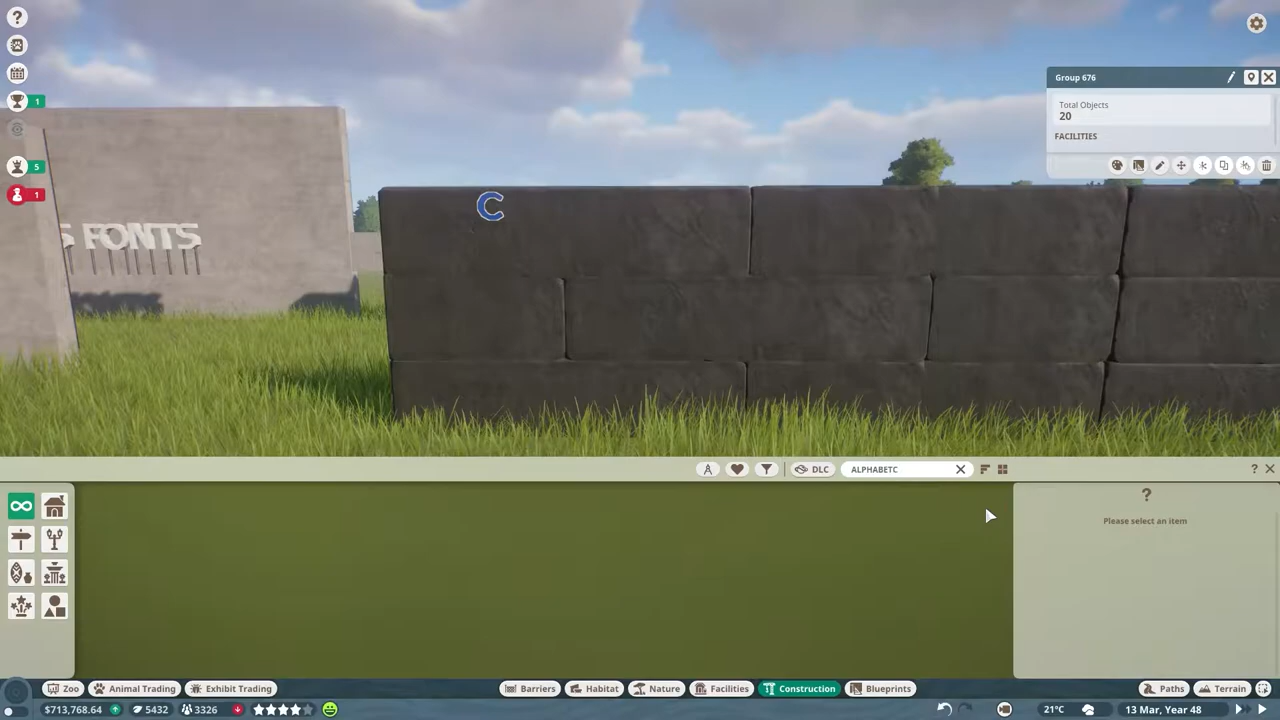 1
5
1
Group 676
Total Objects
20
FACILITIES
C
S FONTS
DLC
ALPHABETC
?
?
Please select an item
Zoo
Animal Trading
Exhibit Trading
Barriers
Habitat
Nature
Facilities
Construction
Blueprints
Paths
Terrain
$713,768.64
5432
3326
21°C
13 Mar, Year 48